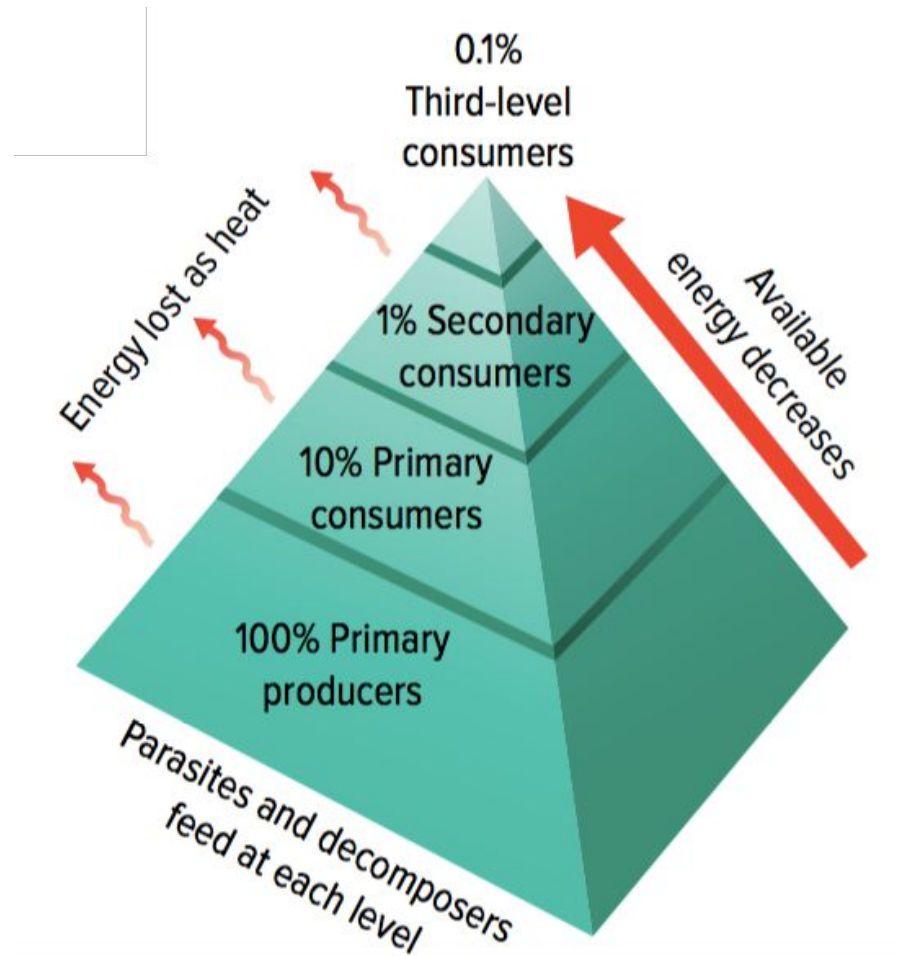 0.1%
Third-level
consumers
Energy lost as heat
Available
energy decreases
1% Secondary
consumers
10% Primary
consumers
100% Primary
producers
Parasites and decomposers
feed at each level